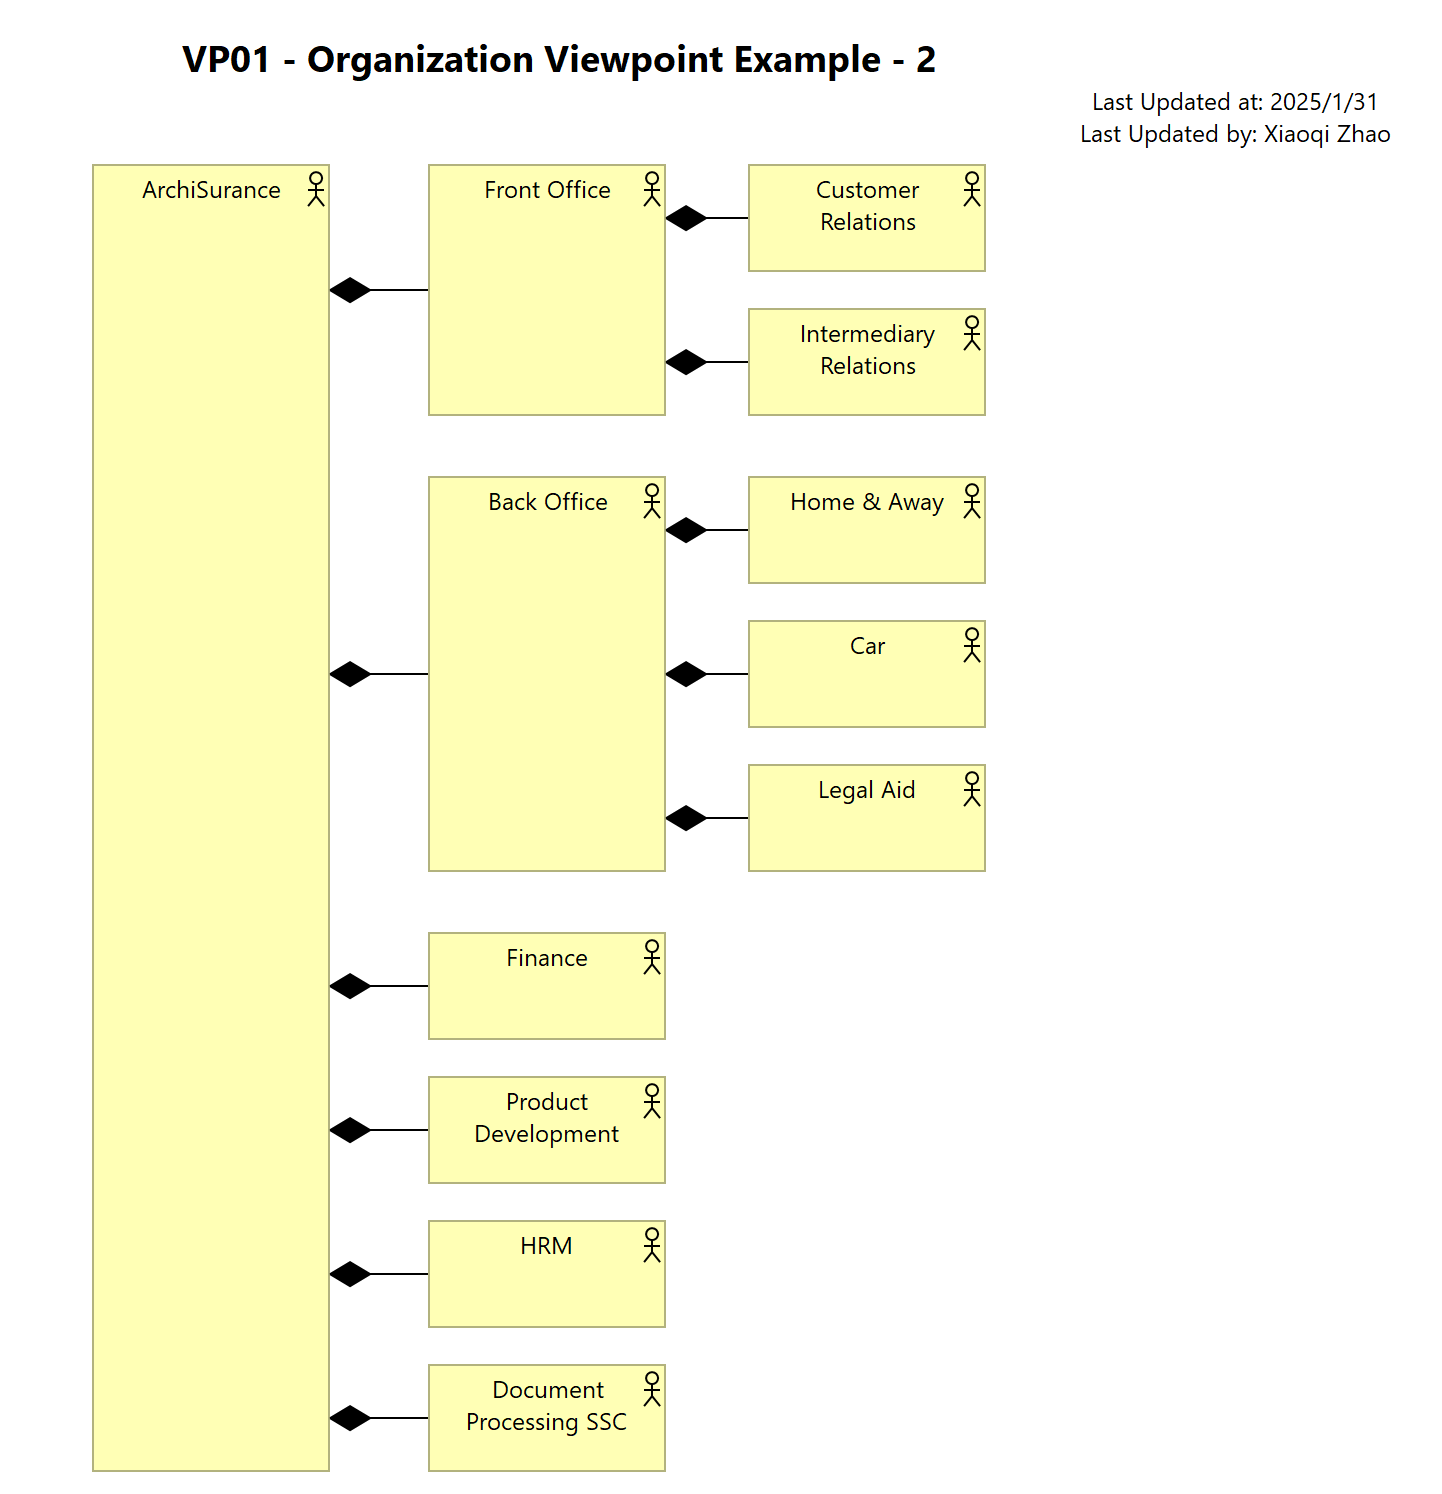 VP01 - Organization Viewpoint Example - 2
Last Updated at: 2025/1/31
Last Updated by: Xiaoqi Zhao
ArchiSurance
Front Office
Customer
Relations
Intermediary
Relations
Back Office
Home & Away
Car
Legal Aid
Finance
Product
Development
HRM
Document
Processing SSC